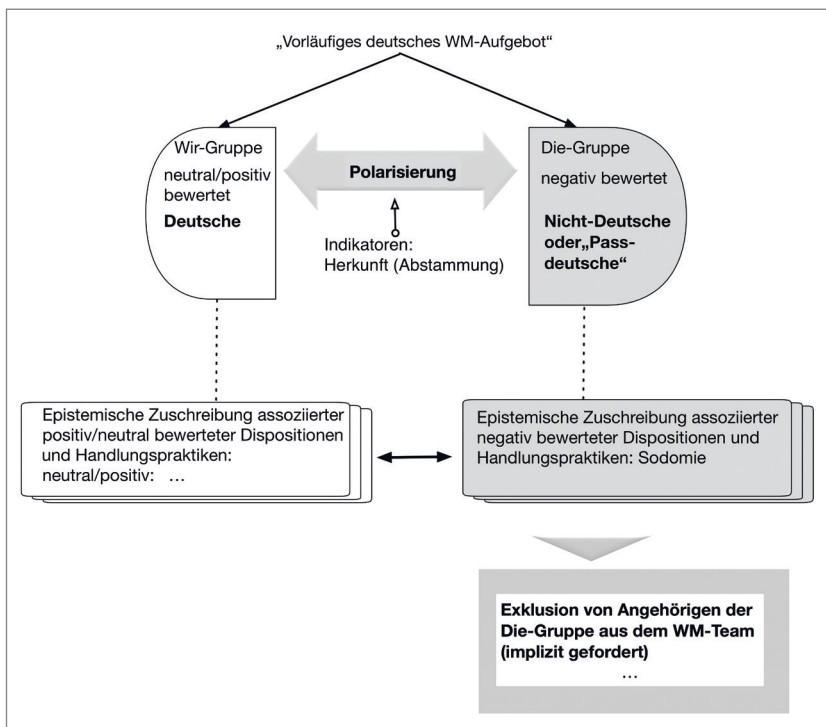 „Vorläufiges deutsches WM-Aufgebot“
Wir-Gruppe
neutral/positiv
bewertet
Deutsche
Polarisierung
Indikatoren:
Herkunft (Abstammung)
Die-Gruppe
negativ bewertet
Nicht-Deutsche
oder„Pass-
deutsche“
Epistemische Zuschreibung assoziierter
positiv/neutral bewerteter Dispositionen
und Handlungspraktiken:
neutral/positiv: …
Epistemische Zuschreibung assoziierter
negativ bewerteter Dispositionen und
Handlungspraktiken: Sodomie
Exklusion von Angehörigen der
Die-Gruppe aus dem WM-Team
(implizit gefordert)
…